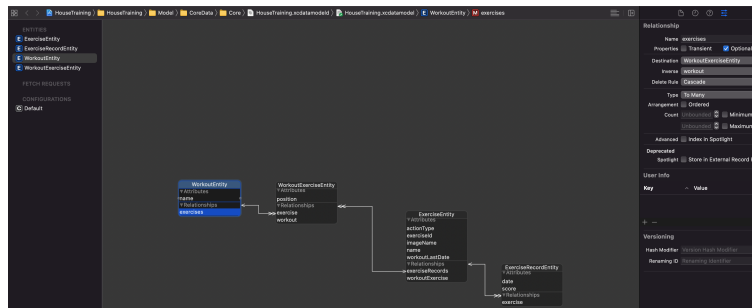 HouseTraining
HouseTraining
Model
CoreData
Core
HouseTraining.xcdatamodeld
HouseTraining.xcdatamodel
WorkoutEntity
exercises
ENTITIES
ExerciseEntity
ExerciseRecordEntity
WorkoutEntity
WorkoutExerciseEntity
FETCH REQUESTS
CONFIGURATIONS
Default
WorkoutEntity
Attributes
name
Relationships
exercises
WorkoutExerciseEntity
Attributes
position
Relationships
exercise
workout
ExerciseEntity
Attributes
actionType
exerciseId
imageName
name
workoutLastDate
Relationships
exerciseRecords
workoutExercise
ExerciseRecordEntity
Attributes
date
score
Relationships
exercise
Relationship
Name exercises
Properties Transient Optional
Destination WorkoutExerciseEntity
Inverse workout
Delete Rule Cascade
Type To Many
Arrangement Ordered
Count Unbounded Minimum
Unbounded Maximum
Advanced Index in Spotlight
Deprecated
Spotlight Store in External Record
User Info
Key Value
Versioning
Hash Modifier Version Hash Modifier
Renaming ID Renaming Identifier